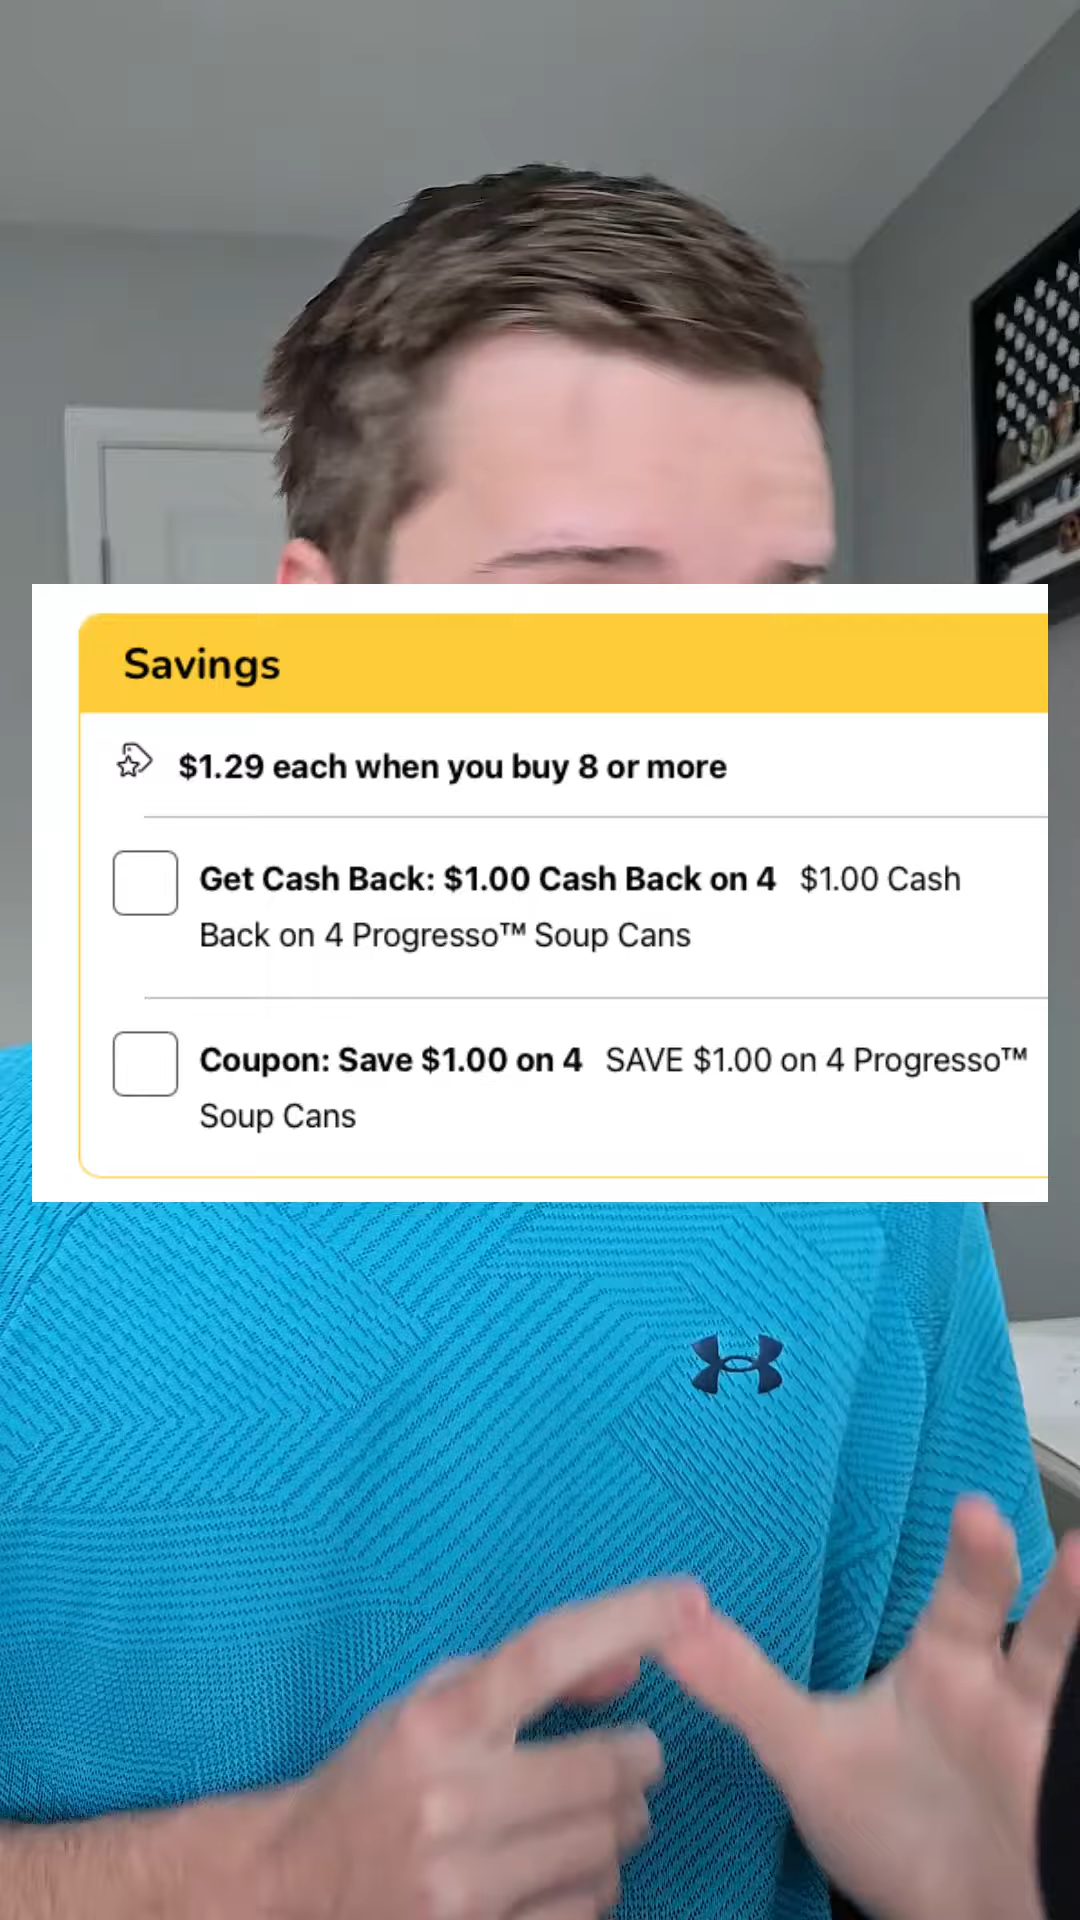 Savings
$1.29 each when you buy 8 or more
Get Cash Back: $1.00 Cash Back on 4 $1.00 Cash
Back on 4 Progresso™ Soup Cans
Coupon: Save $1.00 on 4 SAVE $1.00 on 4 Progresso™
Soup Cans